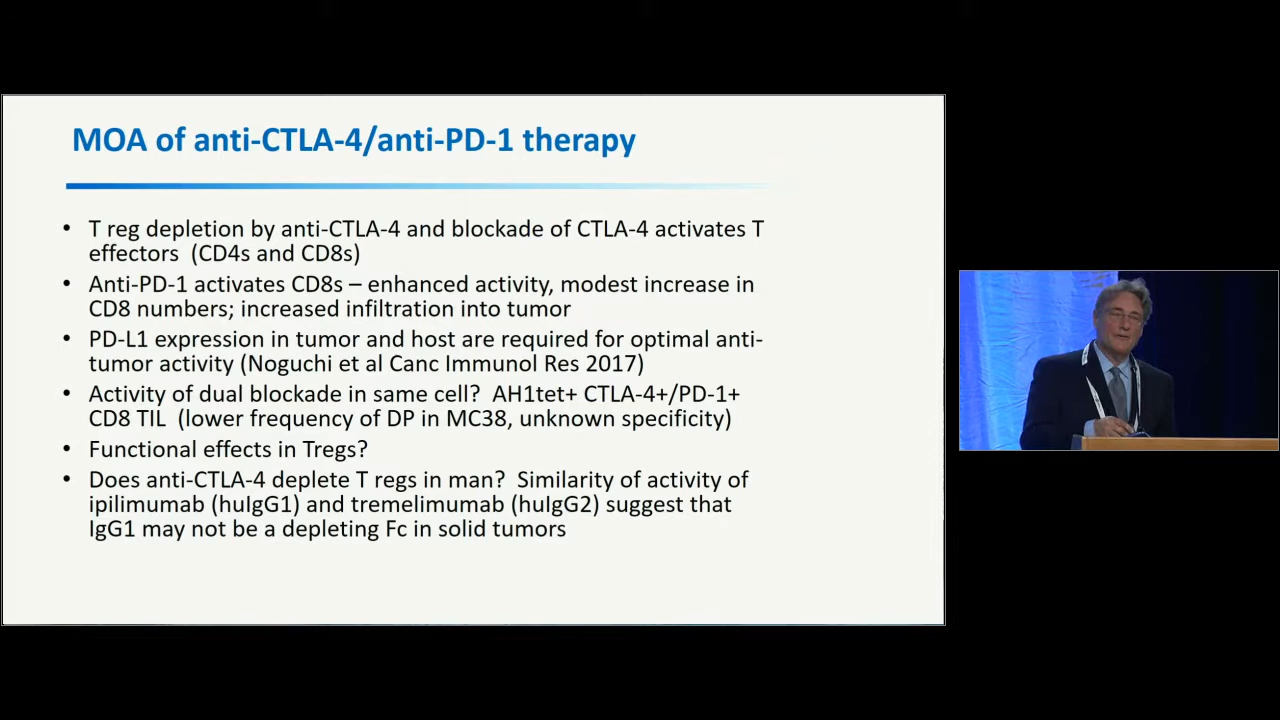 MOA of anti-CTLA-4/anti-PD-1 therapy
• T reg depletion by anti-CTLA-4 and blockade of CTLA-4 activates T
effectors (CD4s and CD8s)
• Anti-PD-1 activates CD8s – enhanced activity, modest increase in
CD8 numbers; increased infiltration into tumor
• PD-L1 expression in tumor and host are required for optimal anti-
tumor activity (Noguchi et al Canc Immunol Res 2017)
• Activity of dual blockade in same cell? AH1tet+ CTLA-4+/PD-1+
CD8 TIL (lower frequency of DP in MC38, unknown specificity)
• Functional effects in Tregs?
• Does anti-CTLA-4 deplete T regs in man? Similarity of activity of
ipilimumab (huIgG1) and tremelimumab (huIgG2) suggest that
IgG1 may not be a depleting Fc in solid tumors